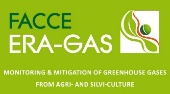 FACCE
ERA-GAS
MONITORING & MITIGATION OF GREENHOUSE GASES
FROM AGRI- AND SILVI-CULTURE